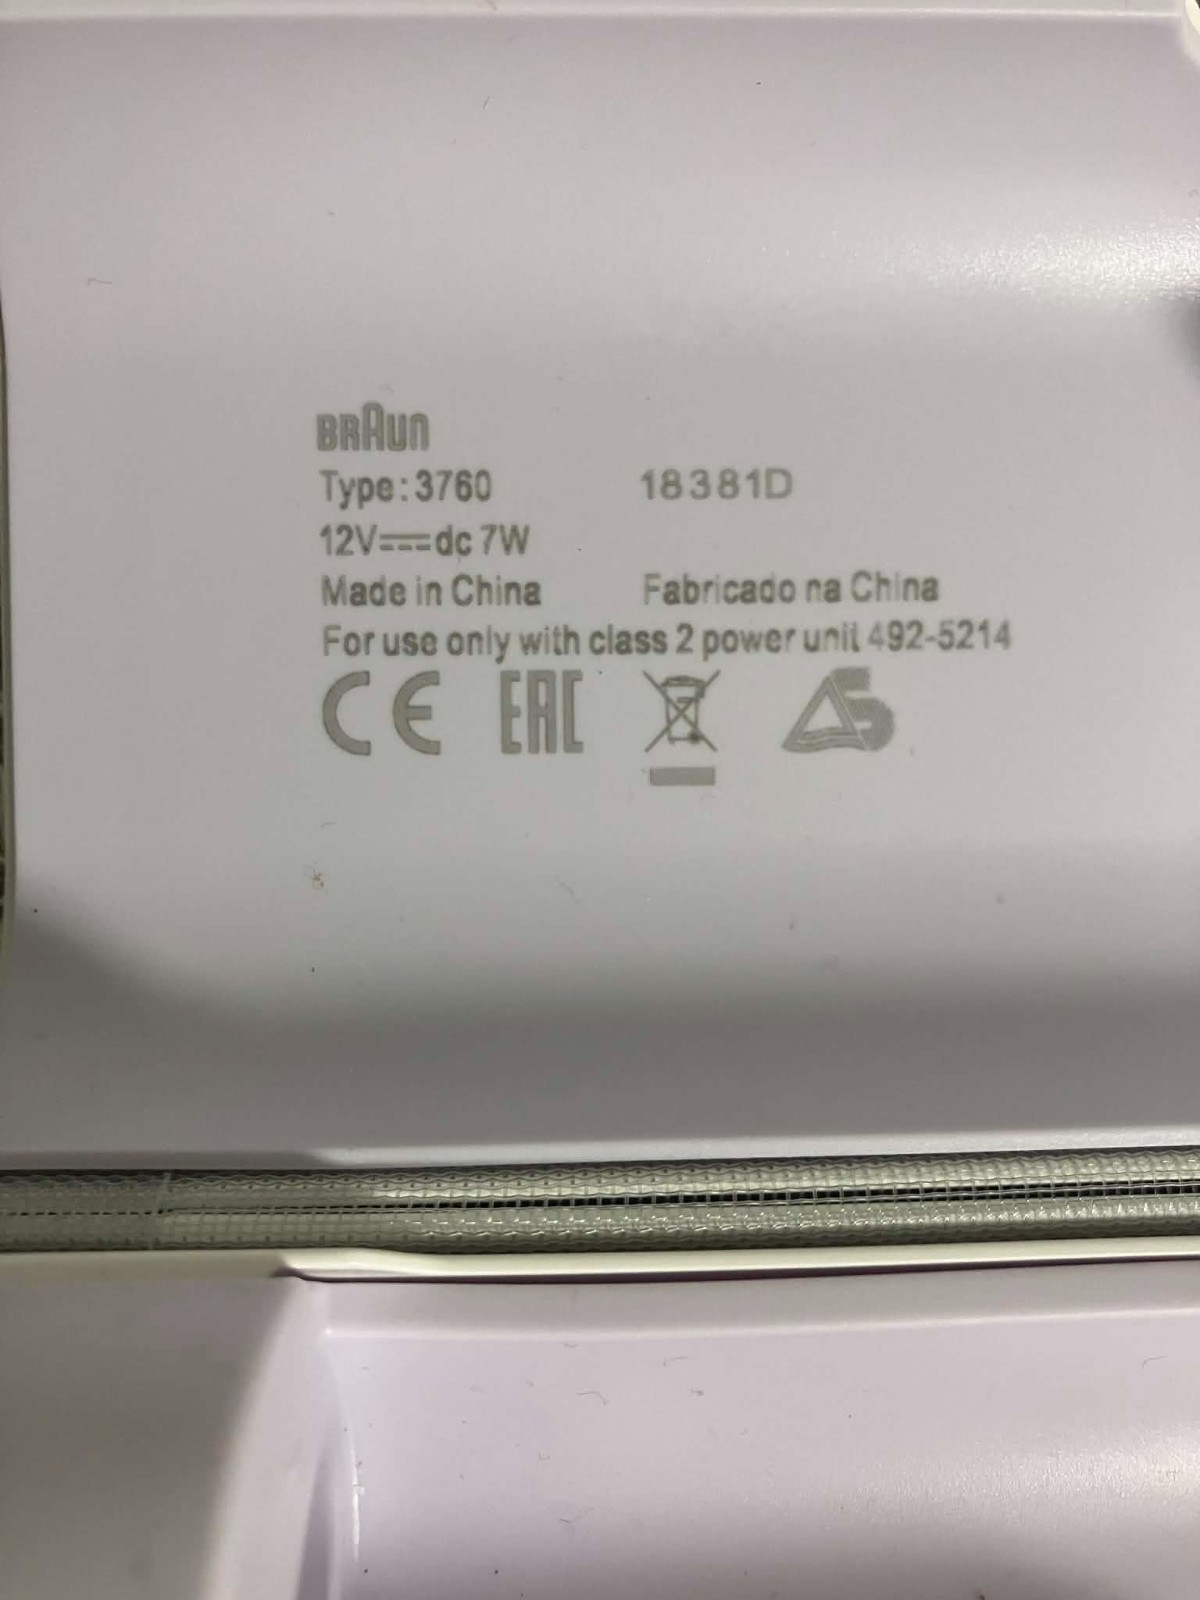 BRAUN
Type: 3760 18381D
12V⎓dc 7W
Made in China Fabricado na China
For use only with class 2 power unit 492-5214
CE EAC S